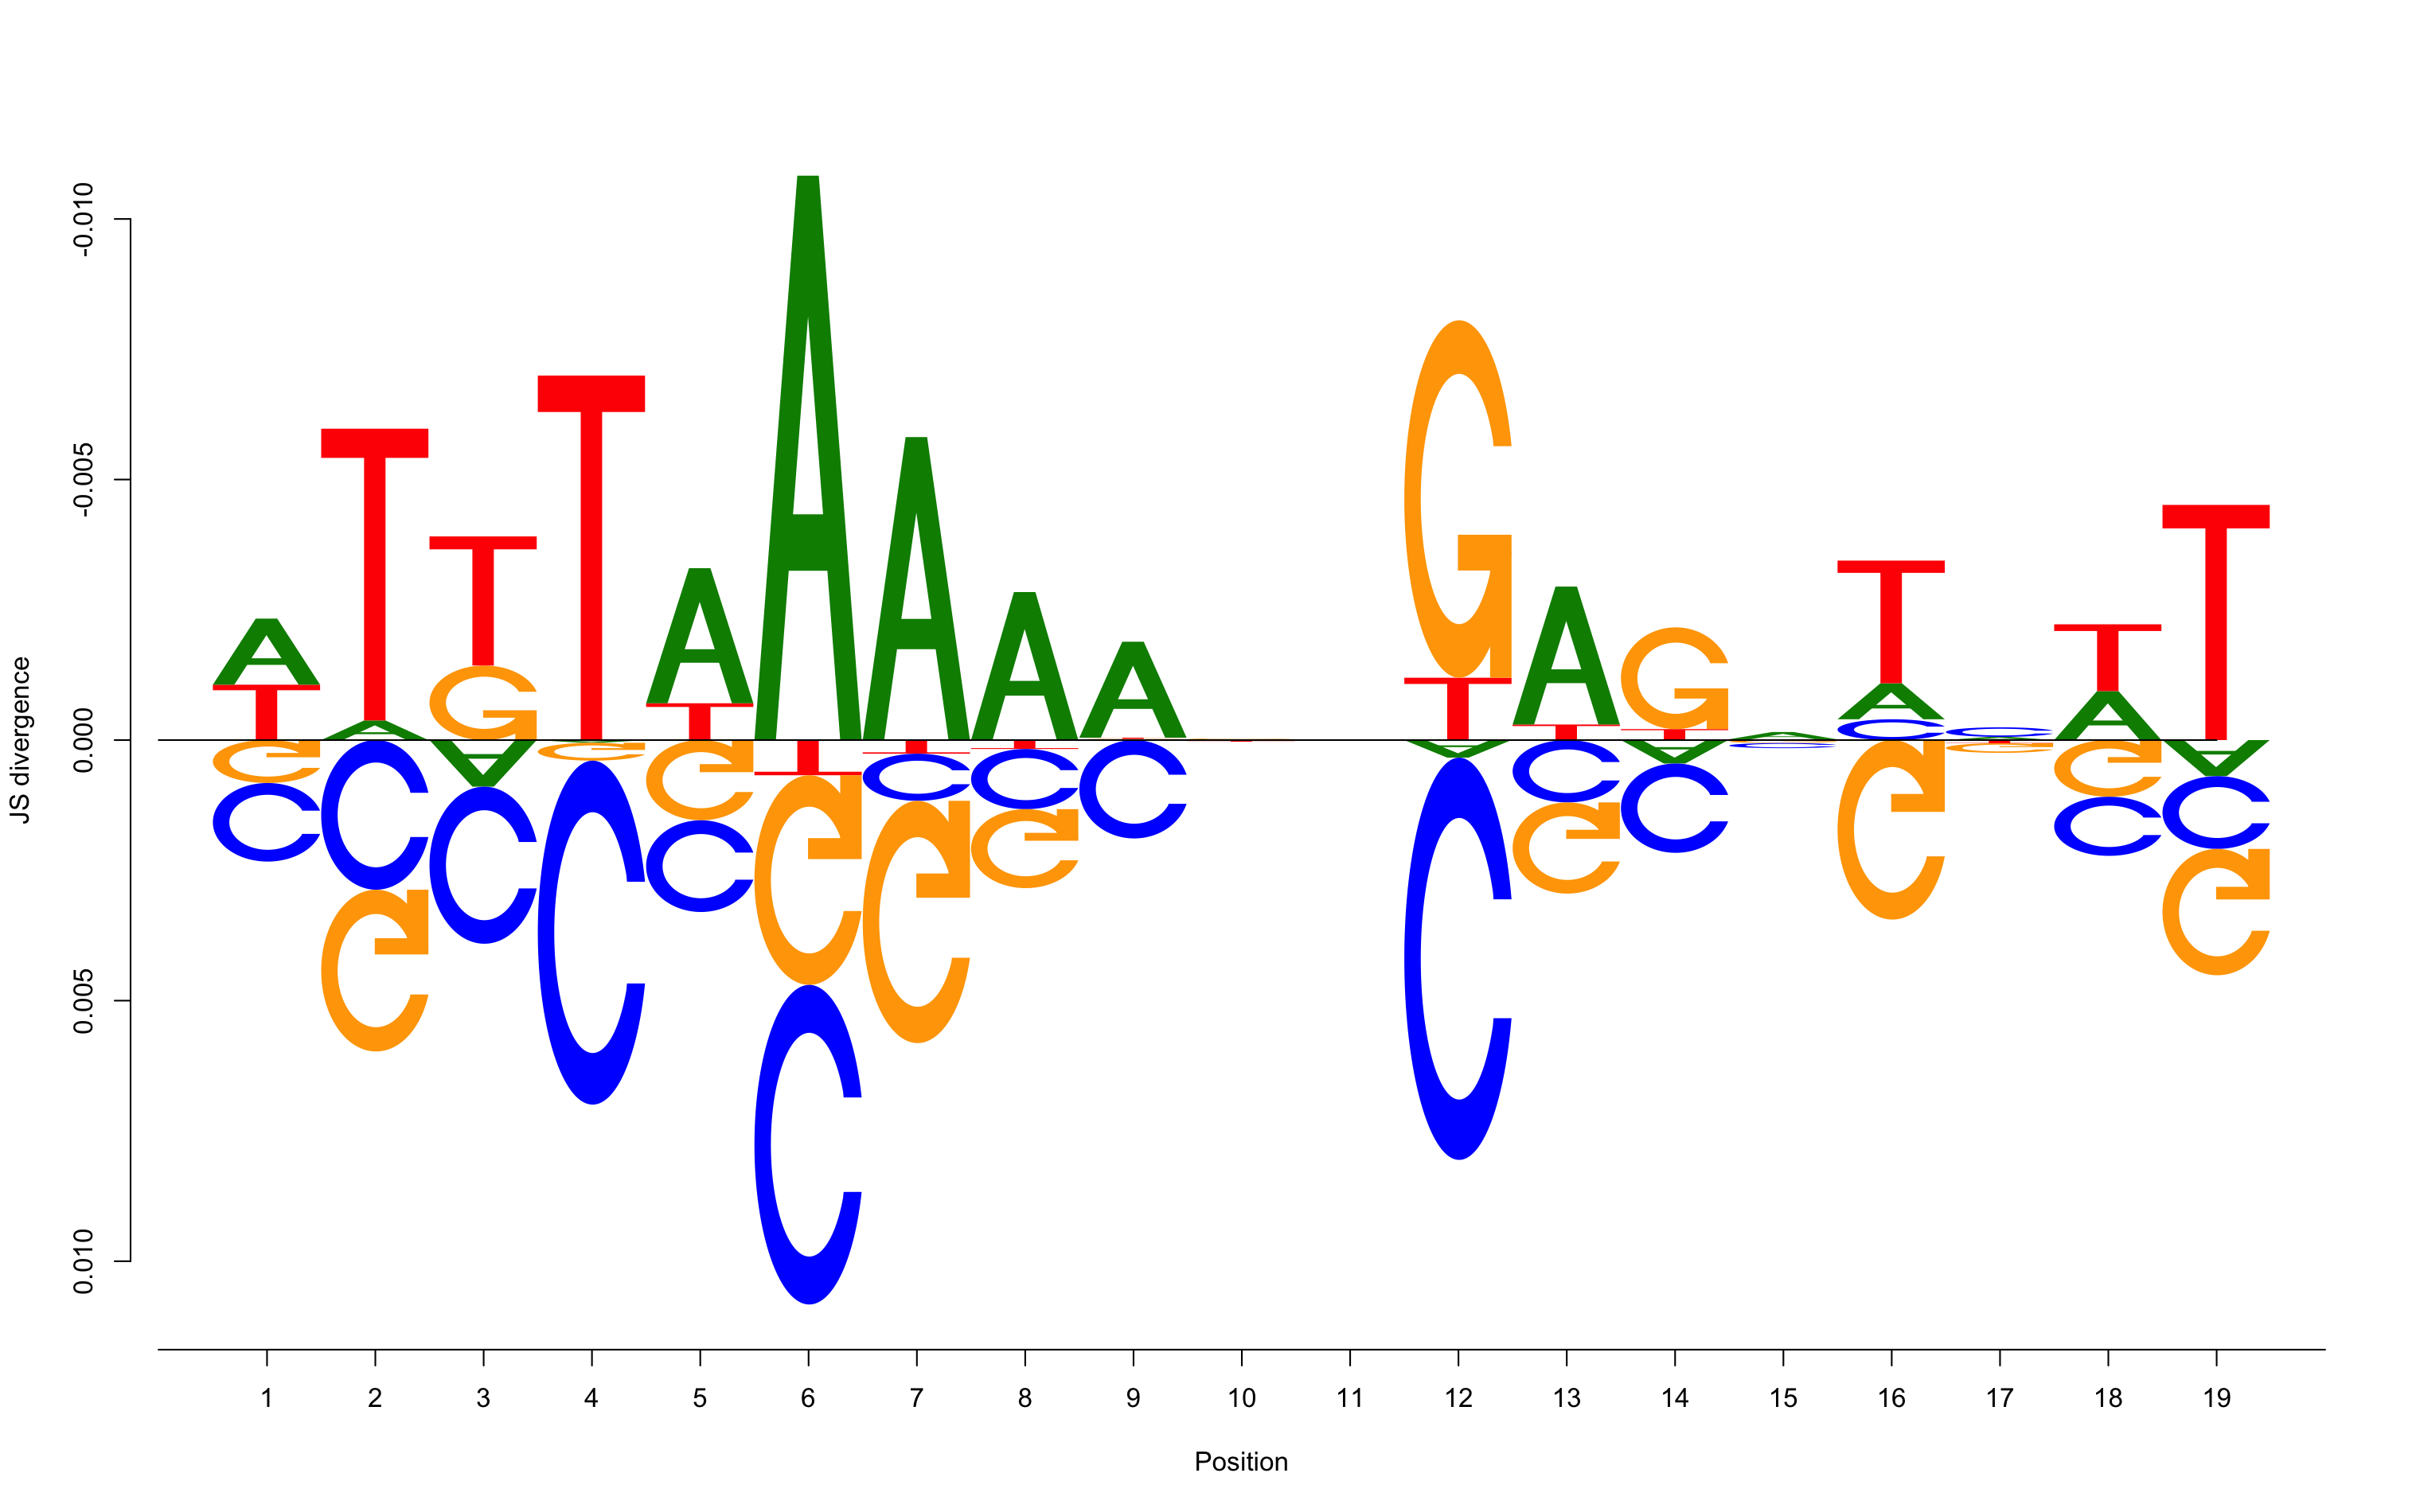 JS divergence
-0.010
-0.005
0.000
0.005
0.010
A T T T A A A A A G A G A T C T T
T A G T T T A T A A
G C A G G T T T C A C A C G A G A
C G C C C G C C C T G C T C C
C G G
1 2 3 4 5 6 7 8 9 10 11 12 13 14 15 16 17 18 19
Position